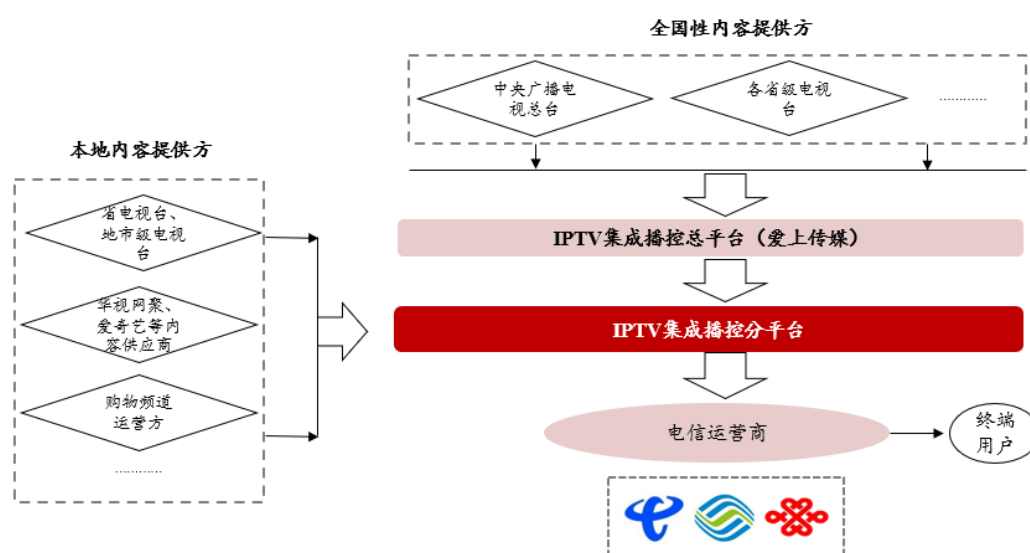 全国性内容提供方
中央广播电
视总台
各省级电视
台
…………
本地内容提供方
省电视台、
地市级电视
台
华视网聚、
爱奇艺等内
容供应商
购物频道
运营方
…………
IPTV集成播控总平台（爱上传媒）
IPTV集成播控分平台
电信运营商
终端
用户